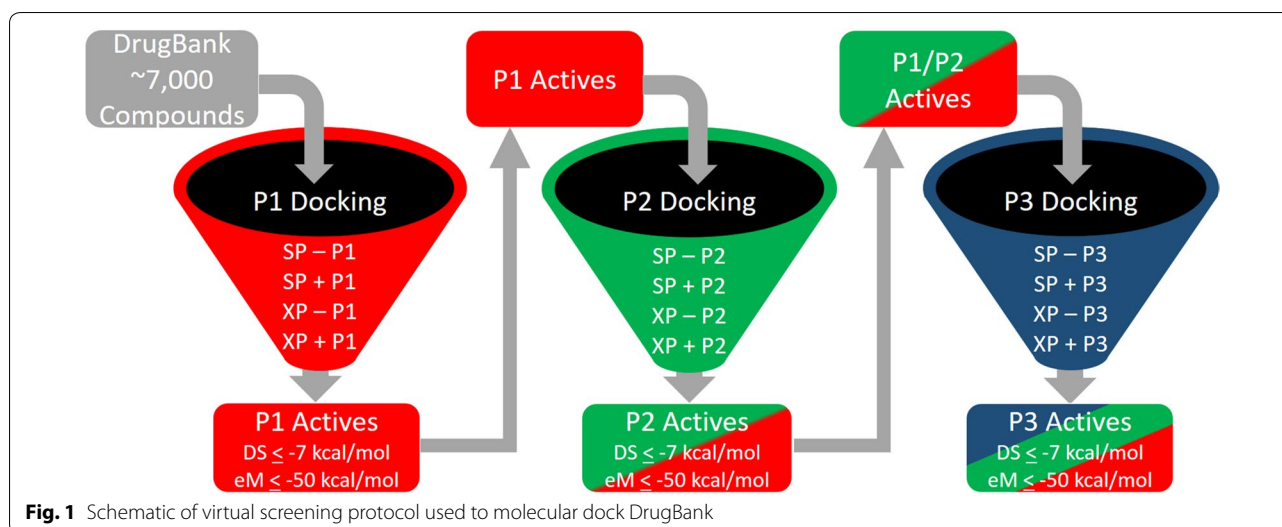 DrugBank
~7,000
Compounds
P1 Docking
SP – P1
SP + P1
XP – P1
XP + P1
P1 Actives
DS ≤ -7 kcal/mol
eM ≤ -50 kcal/mol
P1 Actives
P2 Docking
SP – P2
SP + P2
XP – P2
XP + P2
P2 Actives
DS ≤ -7 kcal/mol
eM ≤ -50 kcal/mol
P1/P2
Actives
P3 Docking
SP – P3
SP + P3
XP – P3
XP + P3
P3 Actives
DS ≤ -7 kcal/mol
eM ≤ -50 kcal/mol
Fig. 1 Schematic of virtual screening protocol used to molecular dock DrugBank